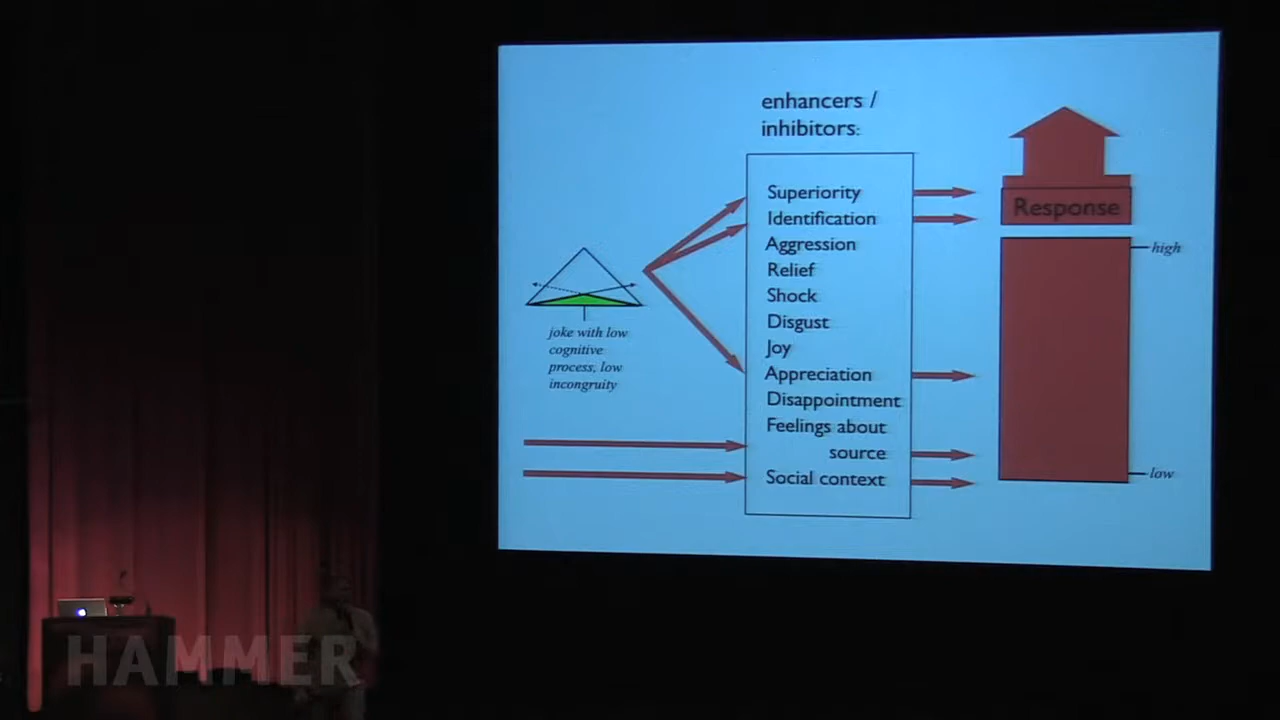 enhancers /
inhibitors:
Superiority
Identification
Aggression
Relief
Shock
Disgust
Joy
Appreciation
Disappointment
Feelings about
source
Social context
joke with low
cognitive
process, low
incongruity
Response
high
low
HAMMER